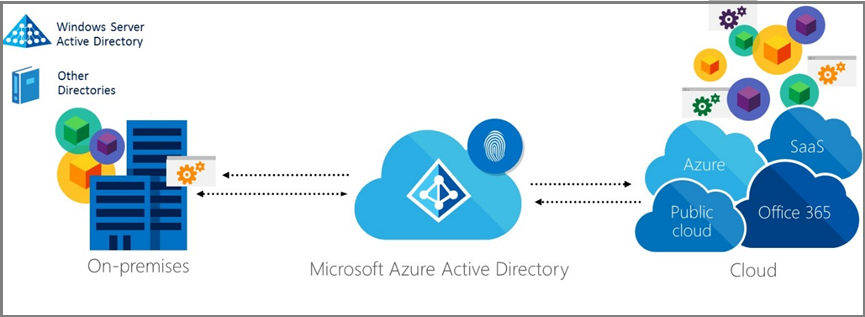 Windows Server
Active Directory
Other
Directories
Azure
SaaS
Public
cloud
Office 365
On-premises
Microsoft Azure Active Directory
Cloud